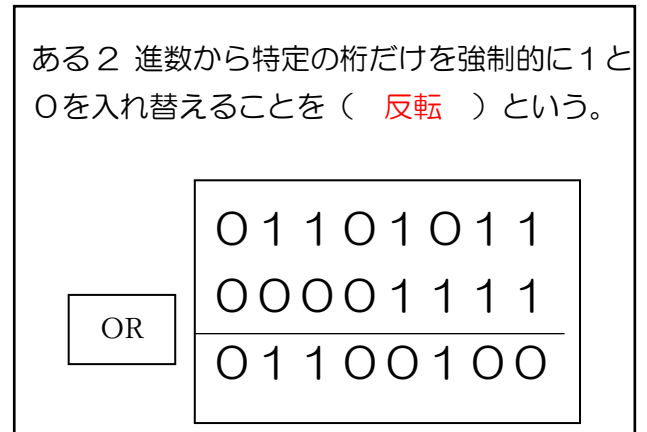 ある２ 進数から特定の桁だけを強制的に１と
０を入れ替えることを（　反転　）という。
０１１０１０１１
００００１１１１
OR
０１１００１００